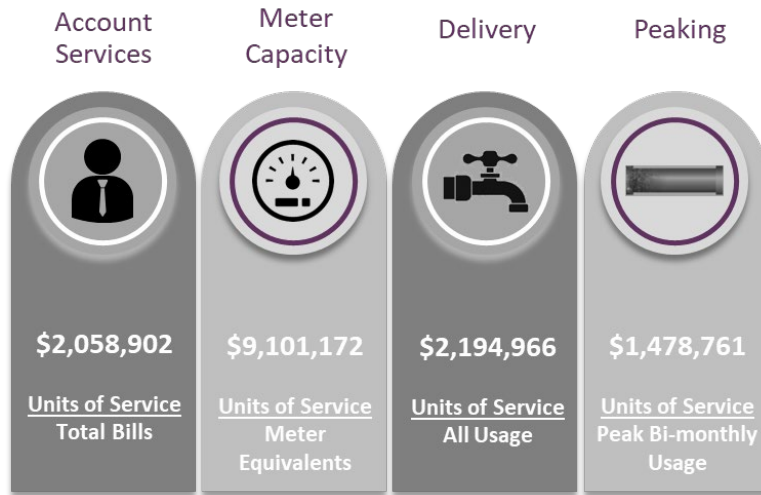 Account
Services
Meter
Capacity
Delivery
Peaking
$2,058,902
Units of Service
Total Bills
$9,101,172
Units of Service
Meter
Equivalents
$2,194,966
Units of Service
All Usage
$1,478,761
Units of Service
Peak Bi-monthly
Usage